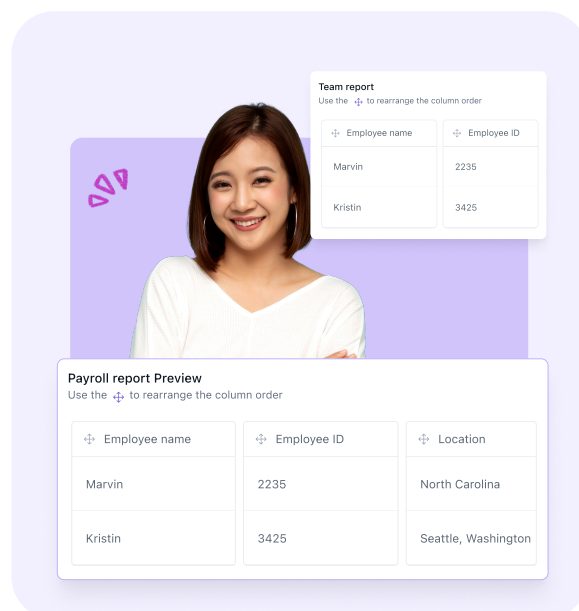 Team report
Use the to rearrange the column order
Employee name Employee ID
Marvin 2235
Kristin 3425
Payroll report Preview
Use the to rearrange the column order
Employee name Employee ID Location
Marvin 2235 North Carolina
Kristin 3425 Seattle, Washington